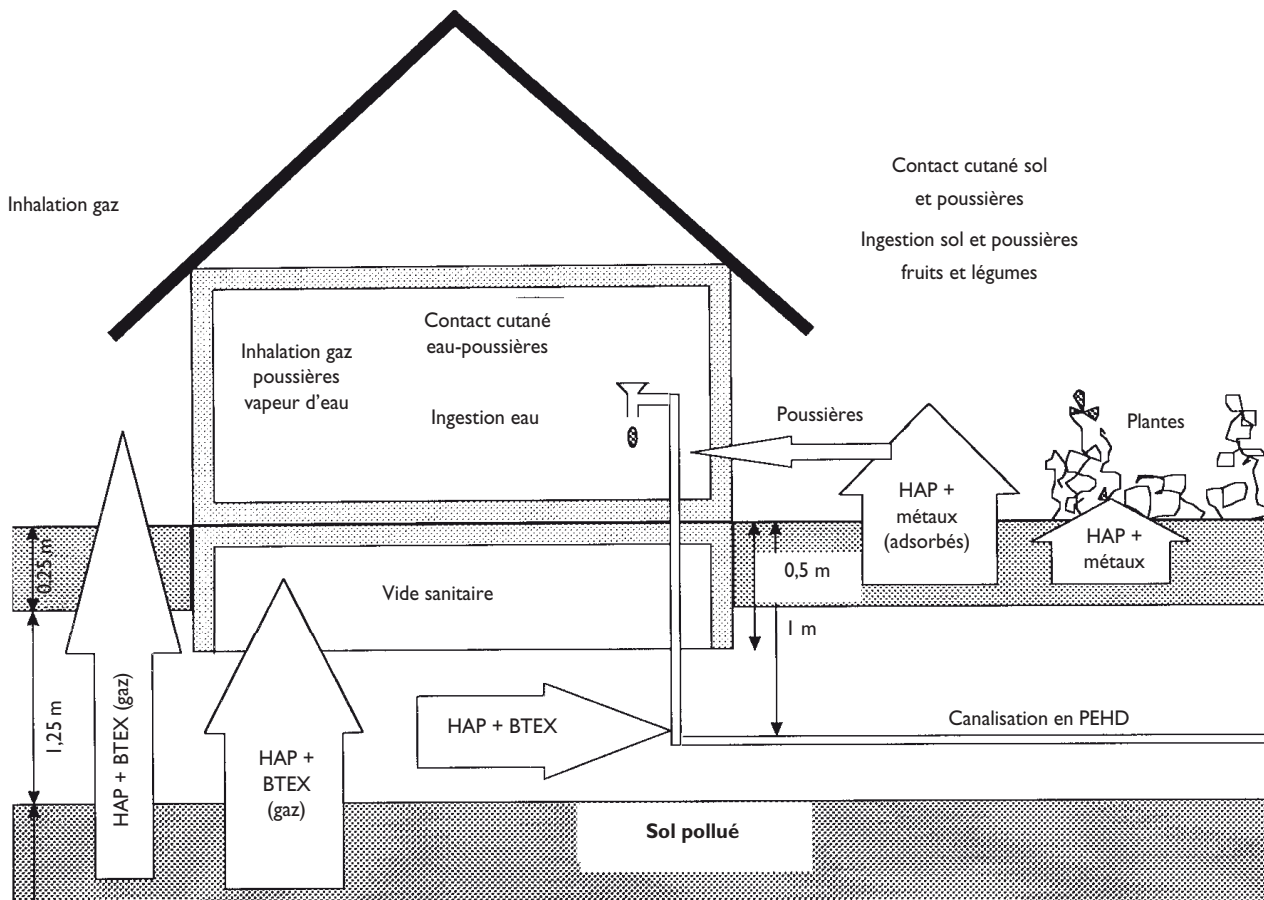 Inhalation gaz
Contact cutané sol
et poussières
Ingestion sol et poussières
fruits et légumes
Contact cutané
eau-poussières
Inhalation gaz
poussières
vapeur d'eau
Ingestion eau
Poussières
Plantes
HAP +
métaux
(adsorbés)
HAP +
métaux
0,25 m
0,5 m
Vide sanitaire
1 m
1,25 m
HAP + BTEX (gaz)
HAP +
BTEX
(gaz)
HAP + BTEX
Canalisation en PEHD
Sol pollué